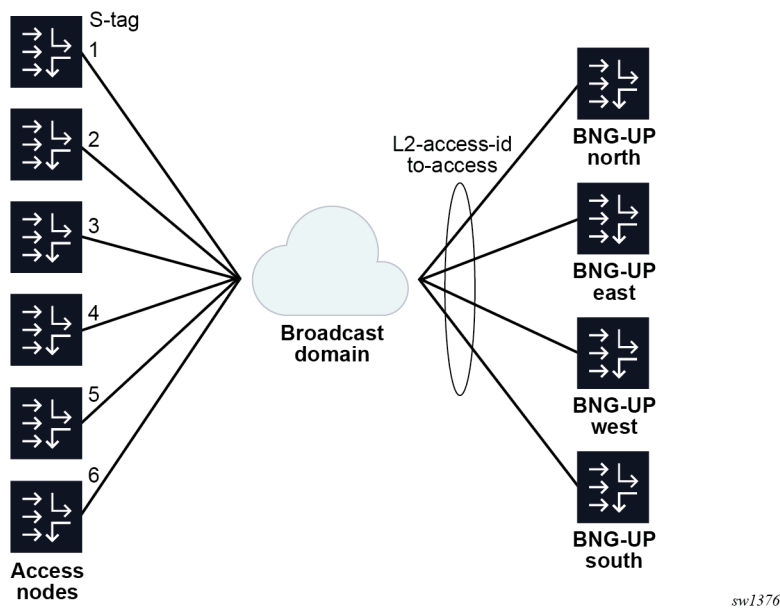 S-tag
1
2
3
4
5
6
Access
nodes
Broadcast
domain
L2-access-id
to-access
BNG-UP
north
BNG-UP
east
BNG-UP
west
BNG-UP
south
sw1376